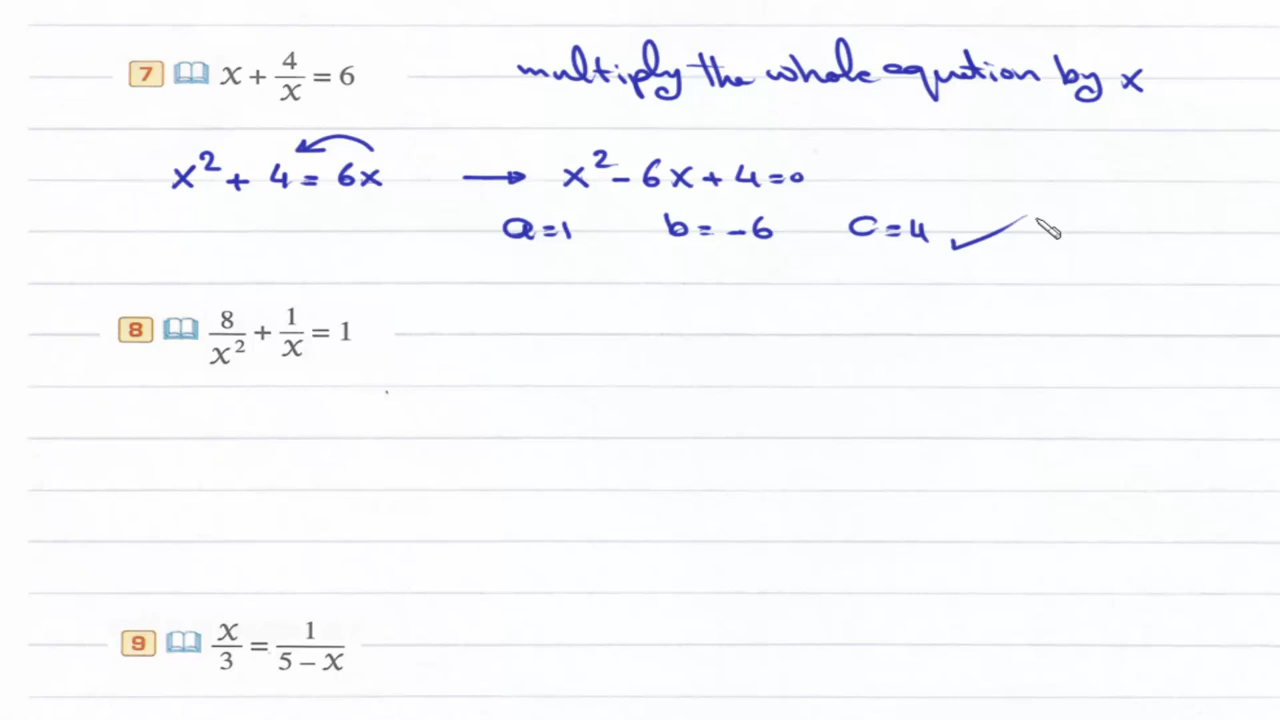 7 x + 4/x = 6 multiply the whole equation by x
x² + 4 = 6x → x² - 6x + 4 = 0
a = 1 b = -6 c = 4 ✓
8 8/x² + 1/x = 1
9 x/3 = 1/(5 - x)